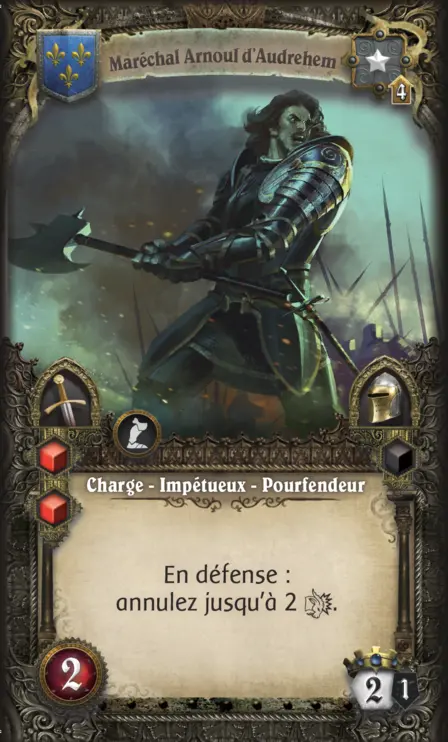 Maréchal Arnoul d'Audrehem
4
Charge - Impétueux - Pourfendeur
En défense :
annulez jusqu'à 2 .
2
2 1